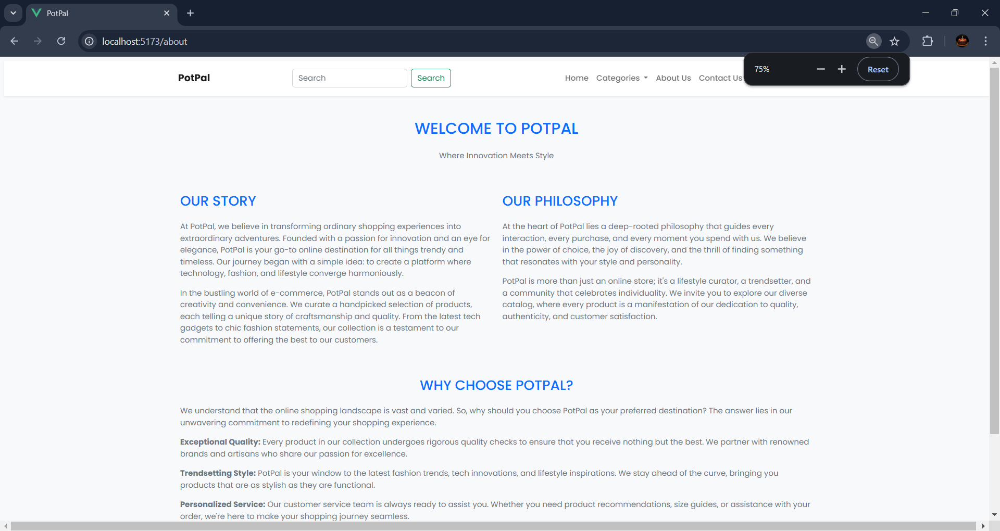 PotPal
localhost:5173/about
75%
Reset
PotPal
Search
Search
Home
Categories
About Us
Contact Us
WELCOME TO POTPAL
Where Innovation Meets Style
OUR STORY
At PotPal, we believe in transforming ordinary shopping experiences into
extraordinary adventures. Founded with a passion for innovation and an eye for
elegance, PotPal is your go-to online destination for all things trendy and
timeless. Our journey began with a simple idea: to create a platform where
technology, fashion, and lifestyle converge harmoniously.
In the bustling world of e-commerce, PotPal stands out as a beacon of
creativity and convenience. We curate a handpicked selection of products,
each telling a unique story of craftsmanship and quality. From the latest tech
gadgets to chic fashion statements, our collection is a testament to our
commitment to offering the best to our customers.
OUR PHILOSOPHY
At the heart of PotPal lies a deep-rooted philosophy that guides every
interaction, every purchase, and every moment you spend with us. We believe
in the power of choice, the joy of discovery, and the thrill of finding something
that resonates with your style and personality.
PotPal is more than just an online store; it's a lifestyle curator, a trendsetter, and
a community that celebrates individuality. We invite you to explore our diverse
catalog, where every product is a manifestation of our dedication to quality,
authenticity, and customer satisfaction.
WHY CHOOSE POTPAL?
We understand that the online shopping landscape is vast and varied. So, why should you choose PotPal as your preferred destination? The answer lies in our
unwavering commitment to redefining your shopping experience.
Exceptional Quality: Every product in our collection undergoes rigorous quality checks to ensure that you receive nothing but the best. We partner with renowned
brands and artisans who share our passion for excellence.
Trendsetting Style: PotPal is your window to the latest fashion trends, tech innovations, and lifestyle inspirations. We stay ahead of the curve, bringing you
products that are as stylish as they are functional.
Personalized Service: Our customer service team is always ready to assist you. Whether you need product recommendations, size guides, or assistance with your
order, we're here to make your shopping journey seamless.